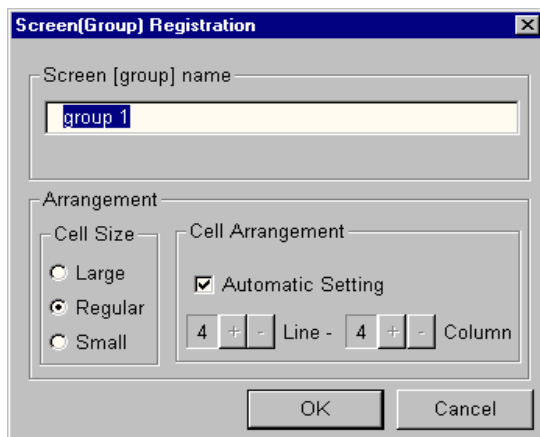 Screen(Group) Registration
Screen [group] name
group 1
Arrangement
Cell Size
Large
Regular
Small
Cell Arrangement
Automatic Setting
4 + - Line - 4 + - Column
OK Cancel